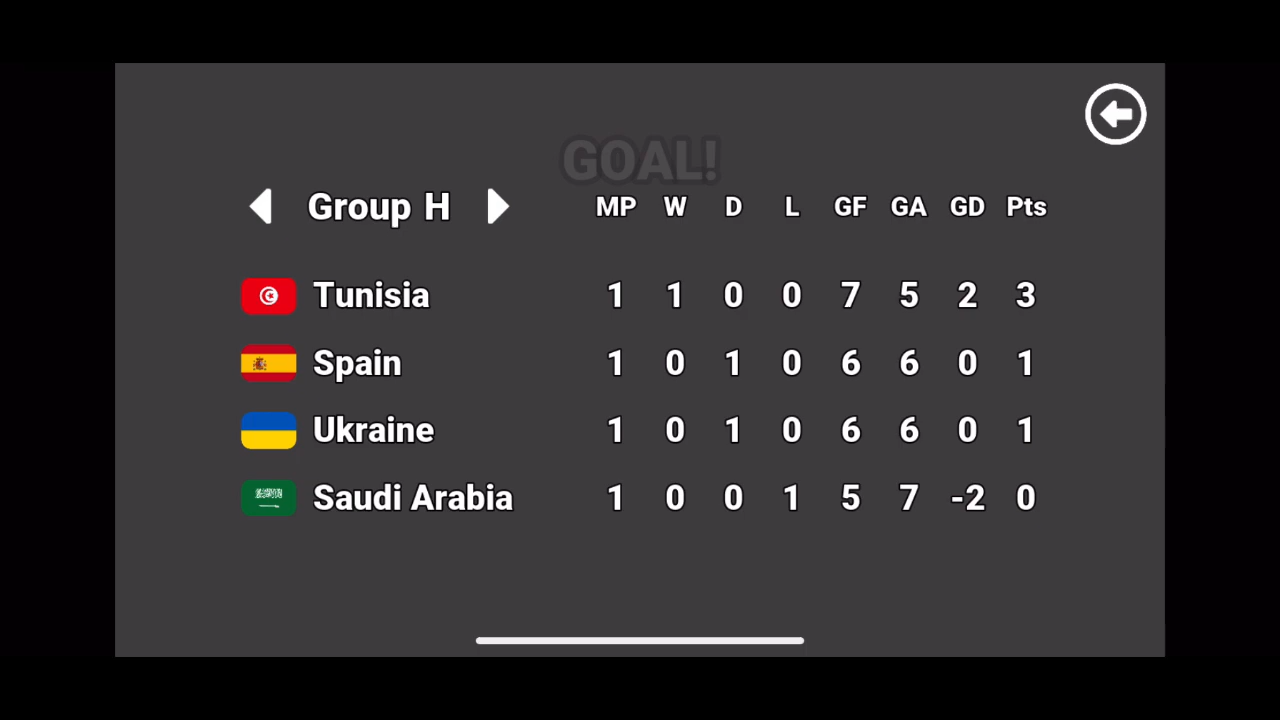 GOAL!
Group H MP W D L GF GA GD Pts
Tunisia 1 1 0 0 7 5 2 3
Spain 1 0 1 0 6 6 0 1
Ukraine 1 0 1 0 6 6 0 1
Saudi Arabia 1 0 0 1 5 7 -2 0